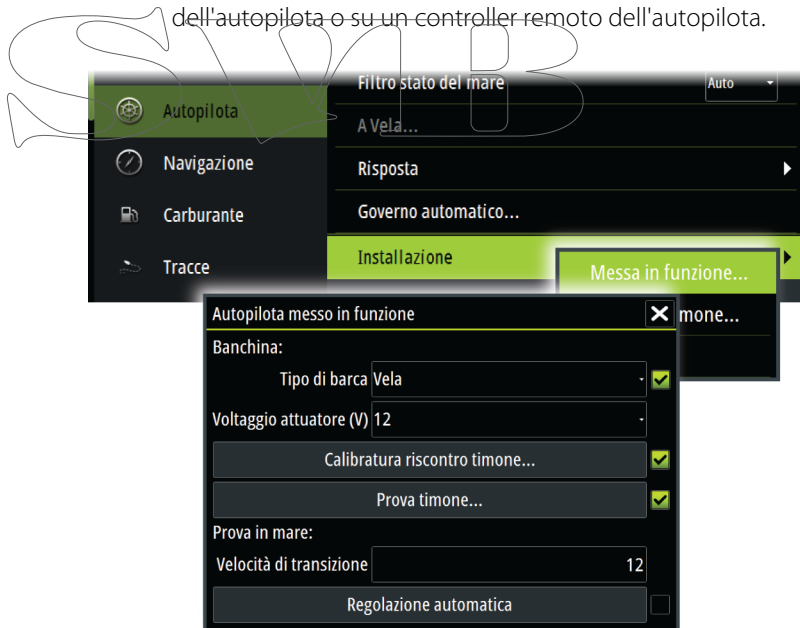 dell'autopilota o su un controller remoto dell'autopilota.
SVB
Filtro stato del mare Auto
Autopilota
A Vela...
Navigazione
Risposta
Carburante
Governo automatico...
Tracce
Installazione
Messa in funzione...
mone...
Autopilota messo in funzione
Banchina:
Tipo di barca Vela
Voltaggio attuatore (V) 12
Calibratura riscontro timone...
Prova timone...
Prova in mare:
Velocità di transizione 12
Regolazione automatica